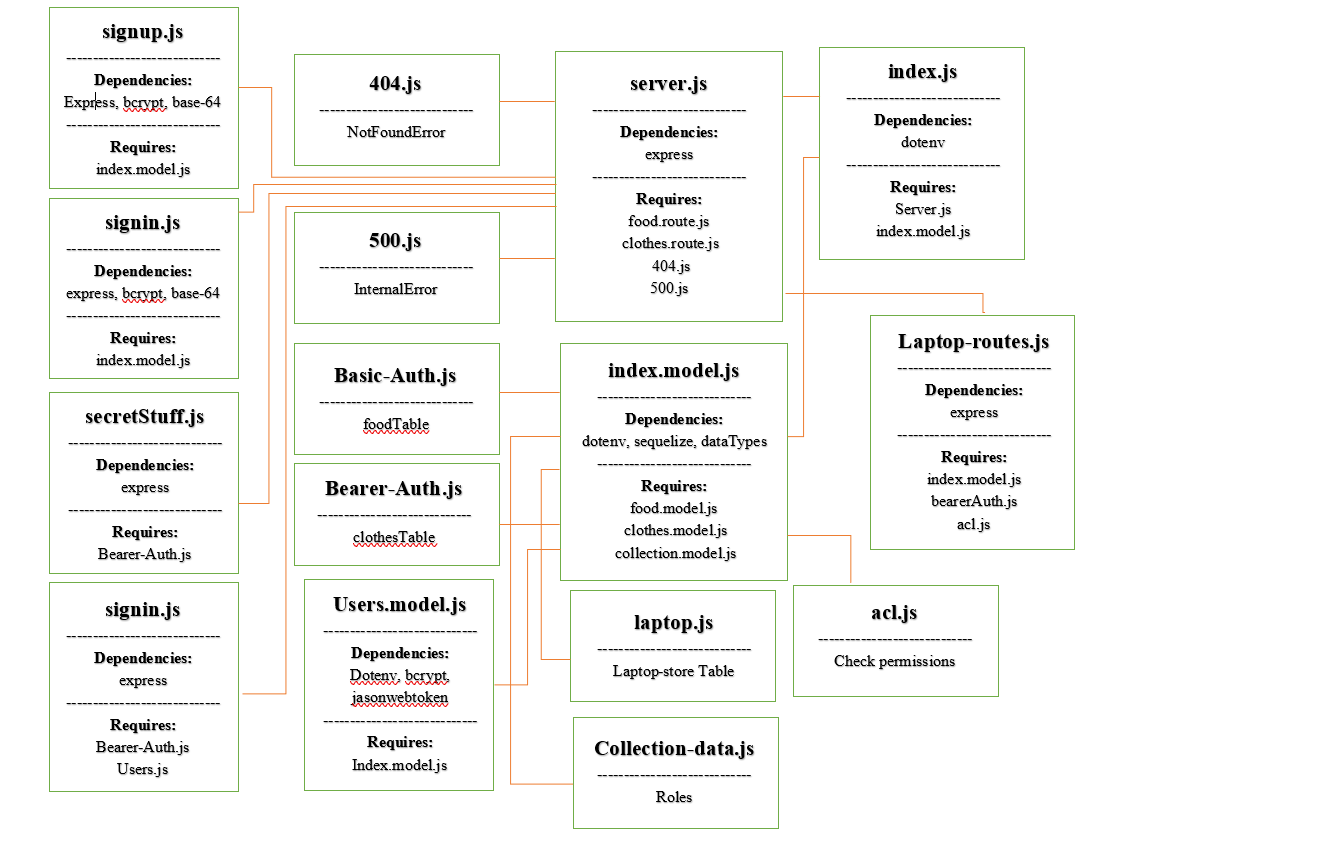 signup.js
----------------------------
Dependencies:
Express, bcrypt, base-64
----------------------------
Requires:
index.model.js
signin.js
----------------------------
Dependencies:
express, bcrypt, base-64
----------------------------
Requires:
index.model.js
secretStuff.js
----------------------------
Dependencies:
express
----------------------------
Requires:
Bearer-Auth.js
signin.js
----------------------------
Dependencies:
express
----------------------------
Requires:
Bearer-Auth.js
Users.js
404.js
----------------------------
NotFoundError
500.js
----------------------------
InternalError
Basic-Auth.js
----------------------------
foodTable
Bearer-Auth.js
----------------------------
clothesTable
Users.model.js
----------------------------
Dependencies:
Dotenv, bcrypt,
jasonwebtoken
----------------------------
Requires:
Index.model.js
server.js
----------------------------
Dependencies:
express
----------------------------
Requires:
food.route.js
clothes.route.js
404.js
500.js
index.model.js
----------------------------
Dependencies:
dotenv, sequelize, dataTypes
----------------------------
Requires:
food.model.js
clothes.model.js
collection.model.js
laptop.js
----------------------------
Laptop-store Table
Collection-data.js
----------------------------
Roles
index.js
----------------------------
Dependencies:
dotenv
----------------------------
Requires:
Server.js
index.model.js
Laptop-routes.js
----------------------------
Dependencies:
express
----------------------------
Requires:
index.model.js
bearerAuth.js
acl.js
acl.js
----------------------------
Check permissions